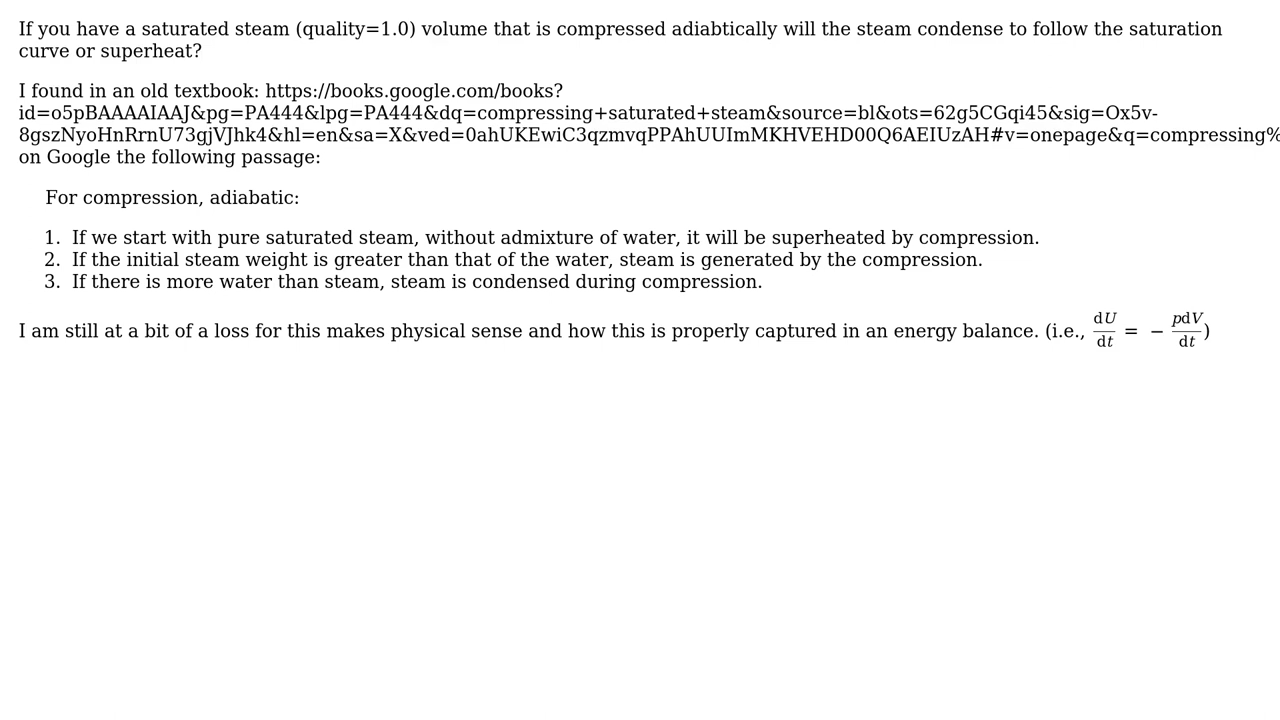 If you have a saturated steam (quality=1.0) volume that is compressed adiabtically will the steam condense to follow the saturation
curve or superheat?
I found in an old textbook: https://books.google.com/books?
id=o5pBAAAAIAAJ&pg=PA444&lpg=PA444&dq=compressing+saturated+steam&source=bl&ots=62g5CGqi45&sig=Ox5v-
8gszNyoHnRrnU73gjVJhk4&hl=en&sa=X&ved=0ahUKEwiC3qzmvqPPAhUUImMKHVEHD00Q6AEIUzAH#v=onepage&q=compressing%
on Google the following passage:
For compression, adiabatic:
1. If we start with pure saturated steam, without admixture of water, it will be superheated by compression.
2. If the initial steam weight is greater than that of the water, steam is generated by the compression.
3. If there is more water than steam, steam is condensed during compression.
I am still at a bit of a loss for this makes physical sense and how this is properly captured in an energy balance. (i.e., $\frac{\mathrm{d}U}{\mathrm{d}t} = -\frac{p\mathrm{d}V}{\mathrm{d}t}$)